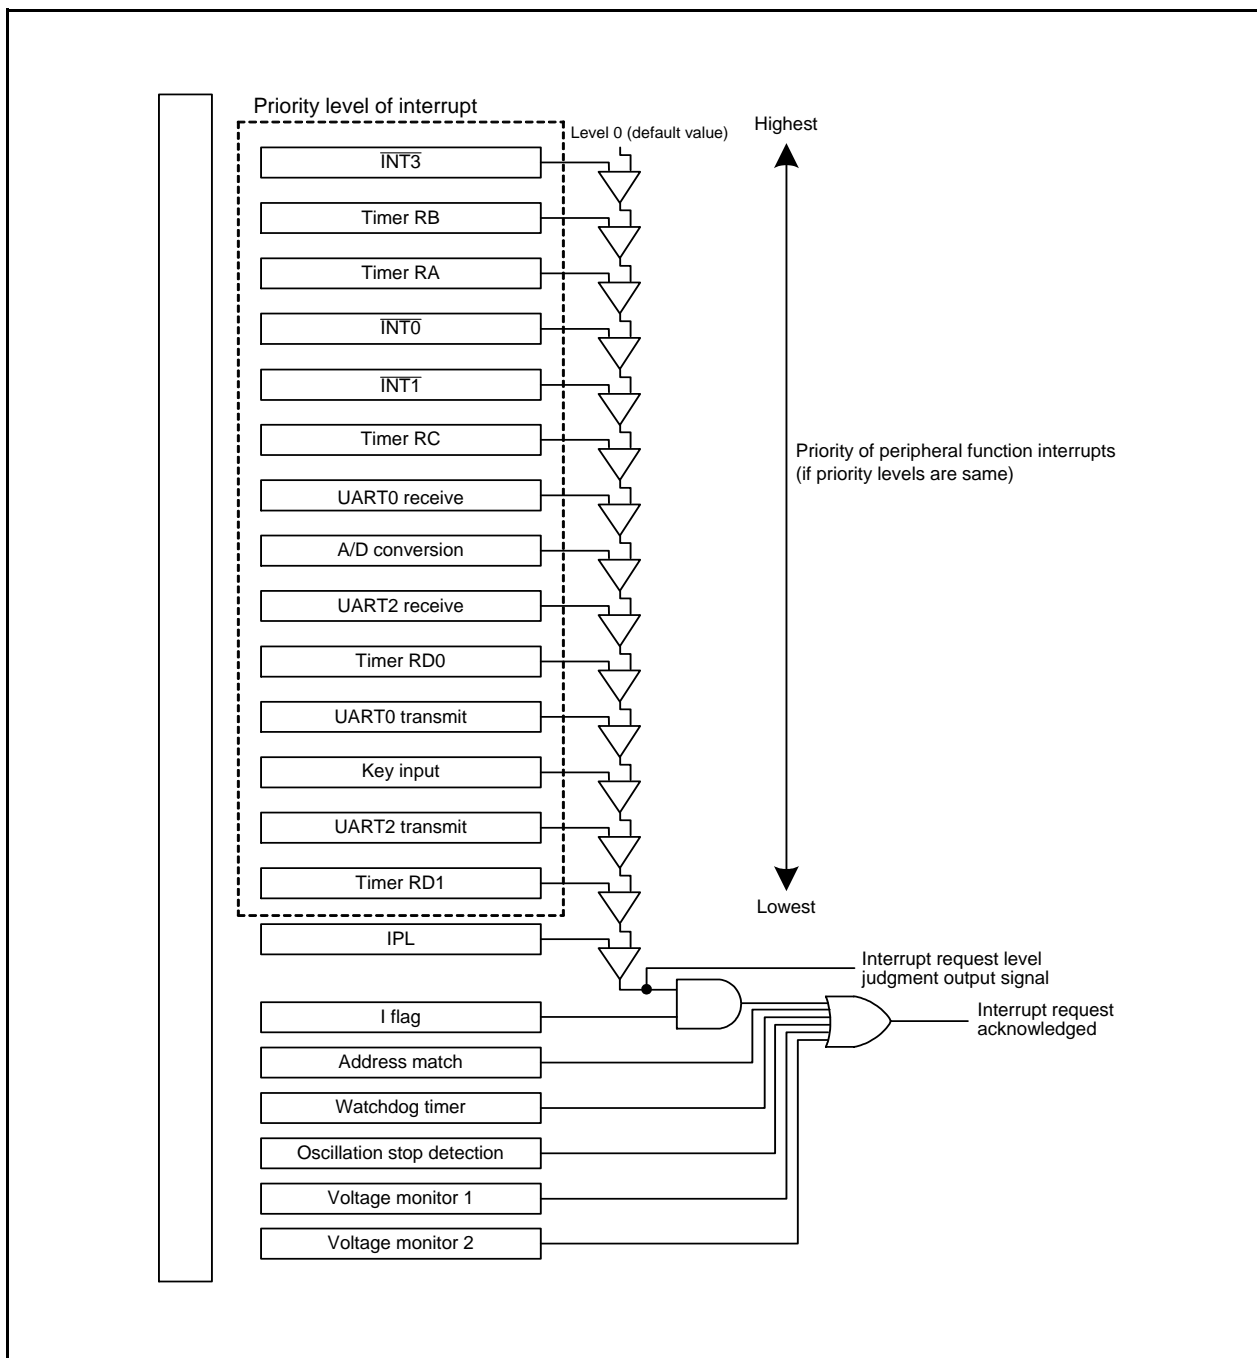 Priority level of interrupt
Level 0 (default value)
Highest
INT3
Timer RB
Timer RA
INT0
INT1
Timer RC
Priority of peripheral function interrupts
(if priority levels are same)
UART0 receive
A/D conversion
UART2 receive
Timer RD0
UART0 transmit
Key input
UART2 transmit
Timer RD1
Lowest
IPL
Interrupt request level
judgment output signal
I flag
Interrupt request
acknowledged
Address match
Watchdog timer
Oscillation stop detection
Voltage monitor 1
Voltage monitor 2